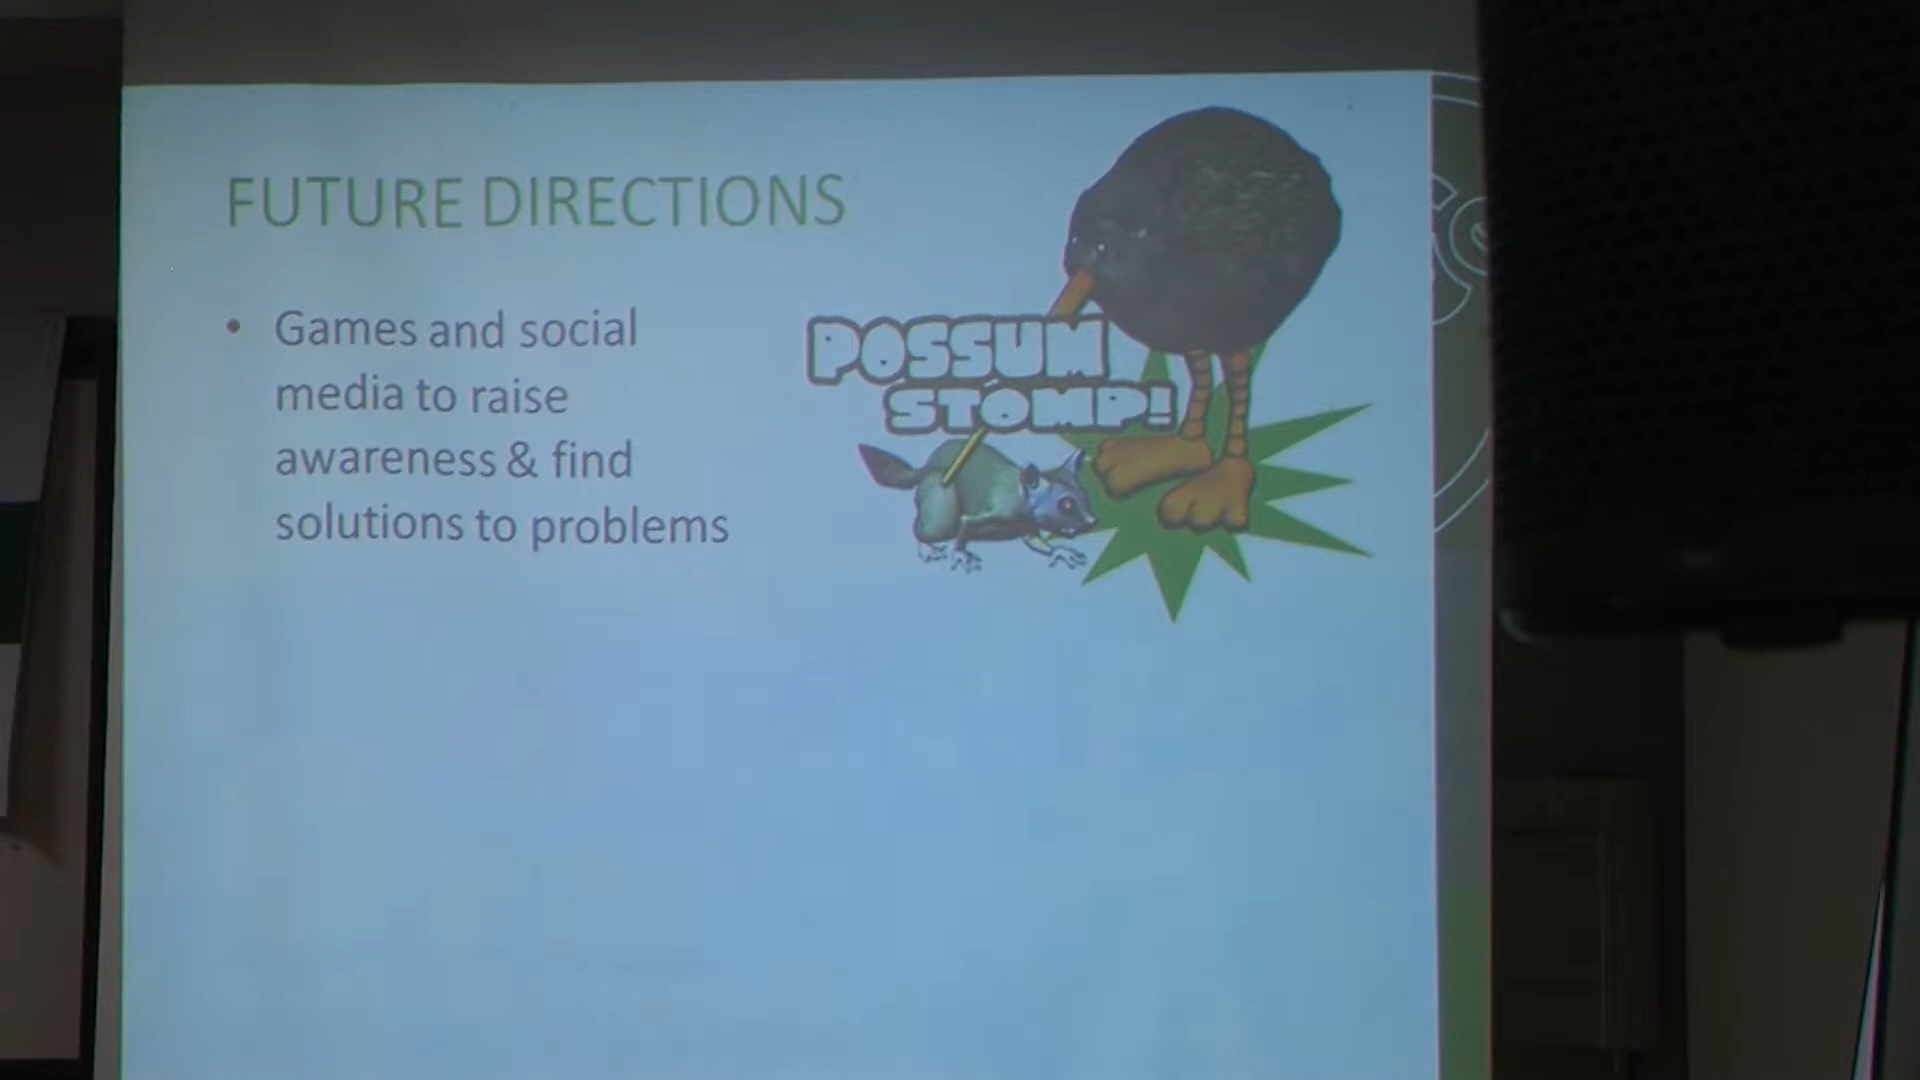 FUTURE DIRECTIONS
• Games and social
media to raise
awareness & find
solutions to problems
POSSUM
STOMP!